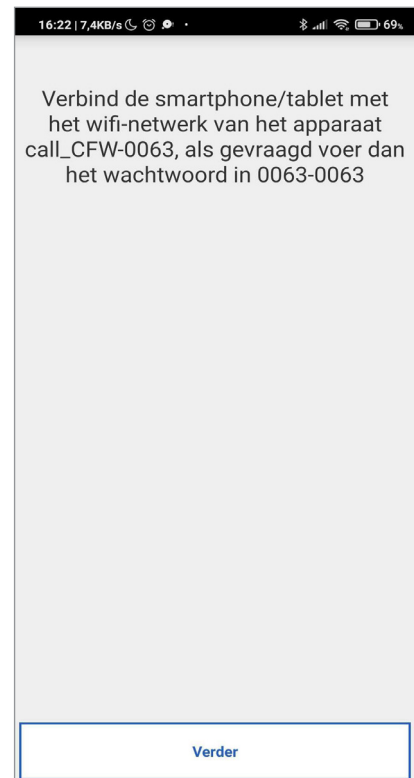 16:22 | 7,4KB/s 69%
Verbind de smartphone/tablet met
het wifi-netwerk van het apparaat
call_CFW-0063, als gevraagd voer dan
het wachtwoord in 0063-0063
Verder